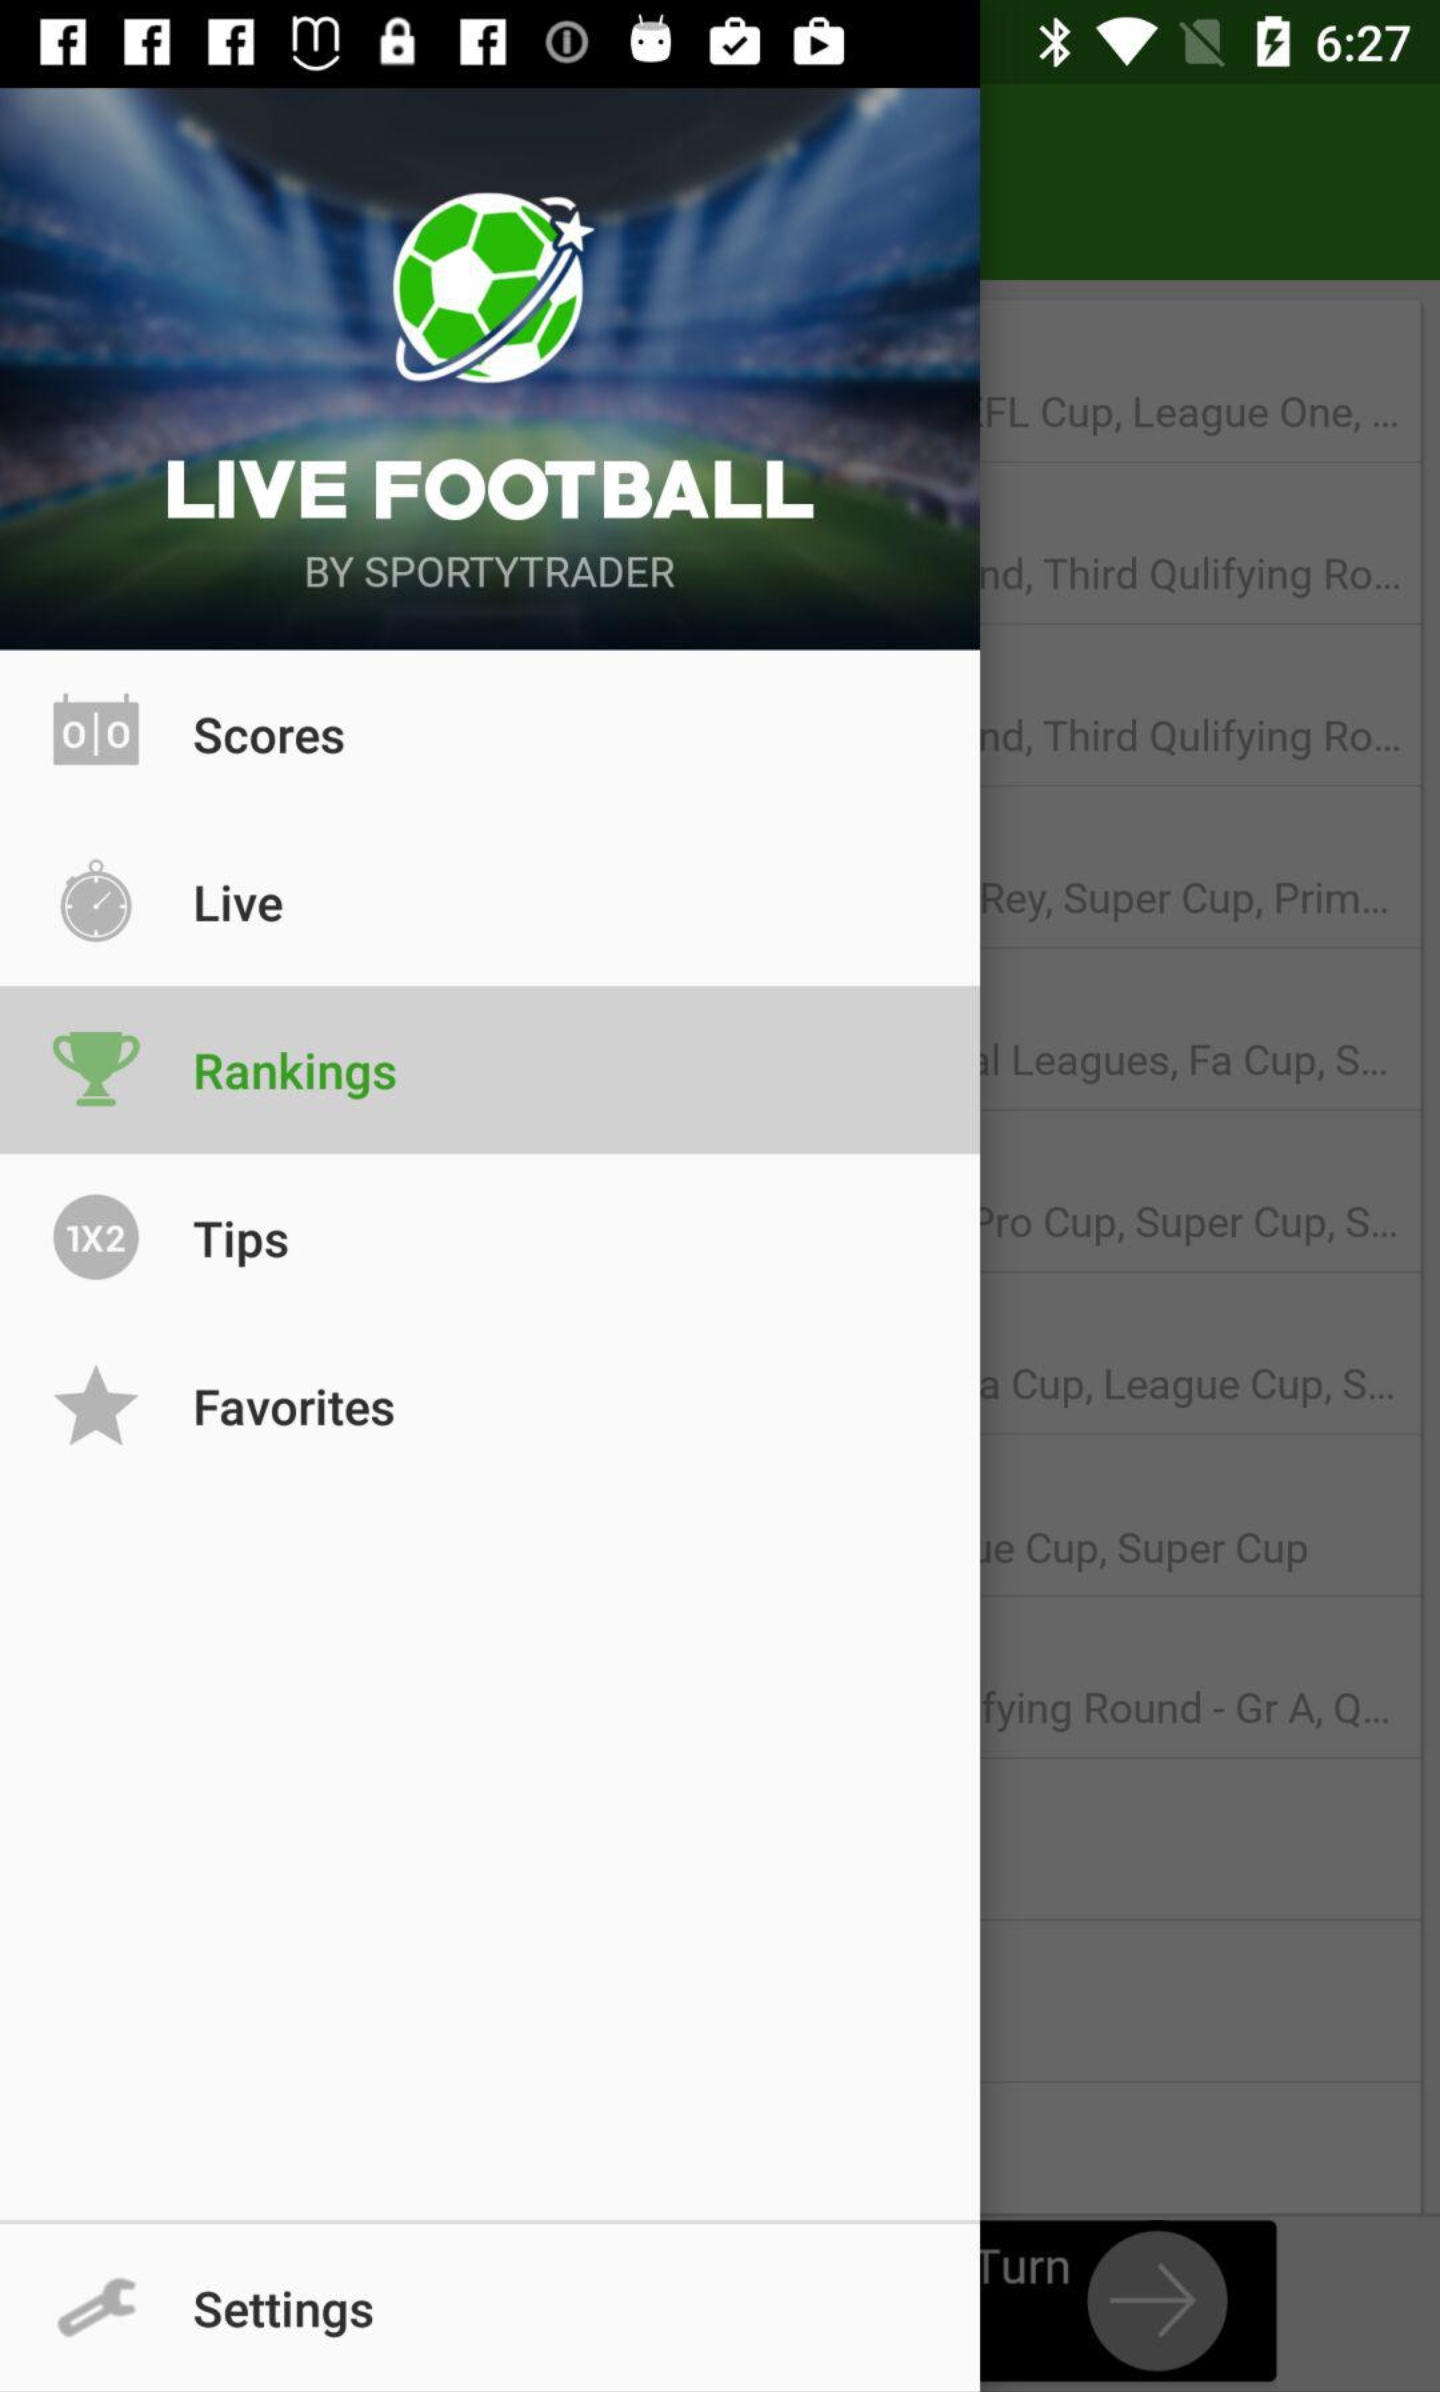 6:27
LIVE FOOTBALL
BY SPORTYTRADER
0|0 Scores
Live
Rankings
1X2 Tips
Favorites
Settings
FL Cup, League One, ...
nd, Third Qulifying Ro...
nd, Third Qulifying Ro...
Rey, Super Cup, Prim...
al Leagues, Fa Cup, S...
Pro Cup, Super Cup, S...
a Cup, League Cup, S...
ue Cup, Super Cup
fying Round - Gr A, Q...
Turn